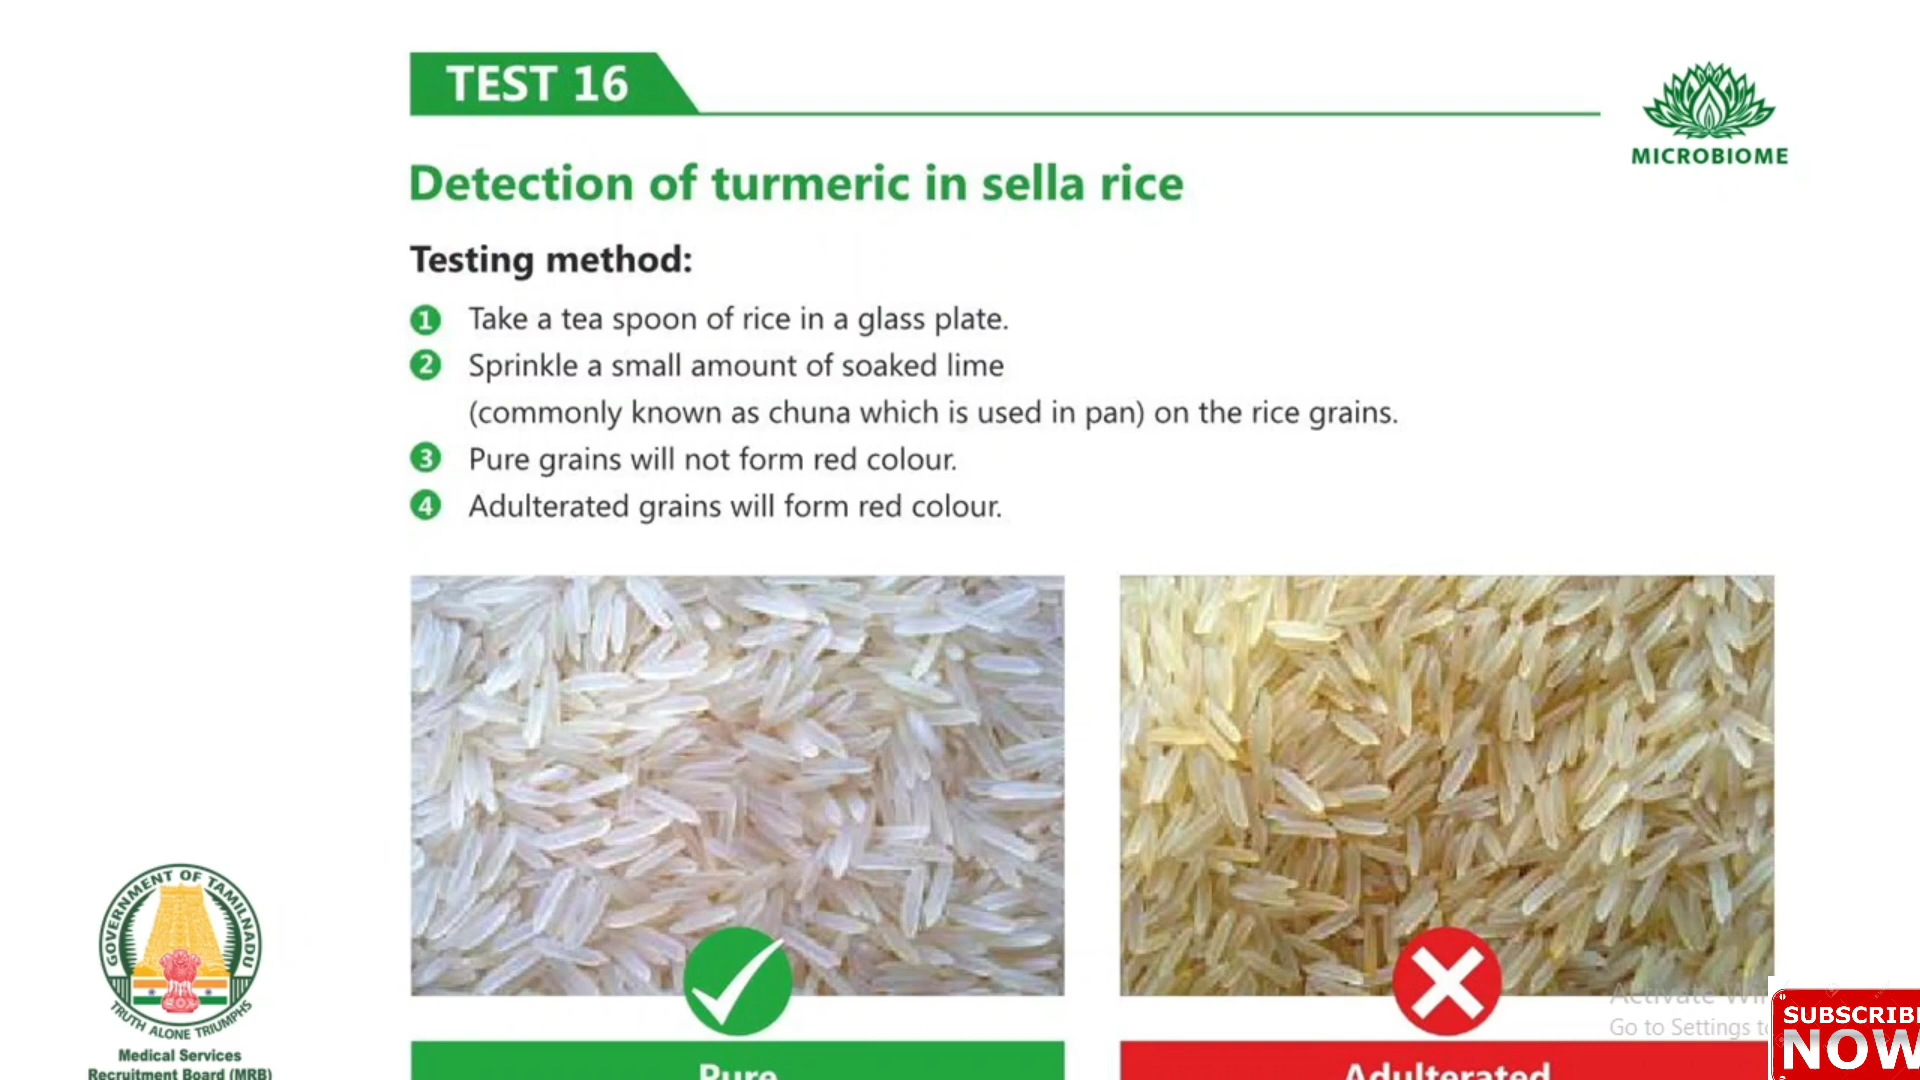 TEST 16
MICROBIOME
Detection of turmeric in sella rice
Testing method:
1 Take a tea spoon of rice in a glass plate.
2 Sprinkle a small amount of soaked lime
(commonly known as chuna which is used in pan) on the rice grains.
3 Pure grains will not form red colour.
4 Adulterated grains will form red colour.
GOVERNMENT OF TAMILNADU
TRUTH ALONE TRIUMPHS
Medical Services
Recruitment Board (MRB)
Pure
Adulterated
Activate Wi
Go to Settings t
SUBSCRIB
NOW